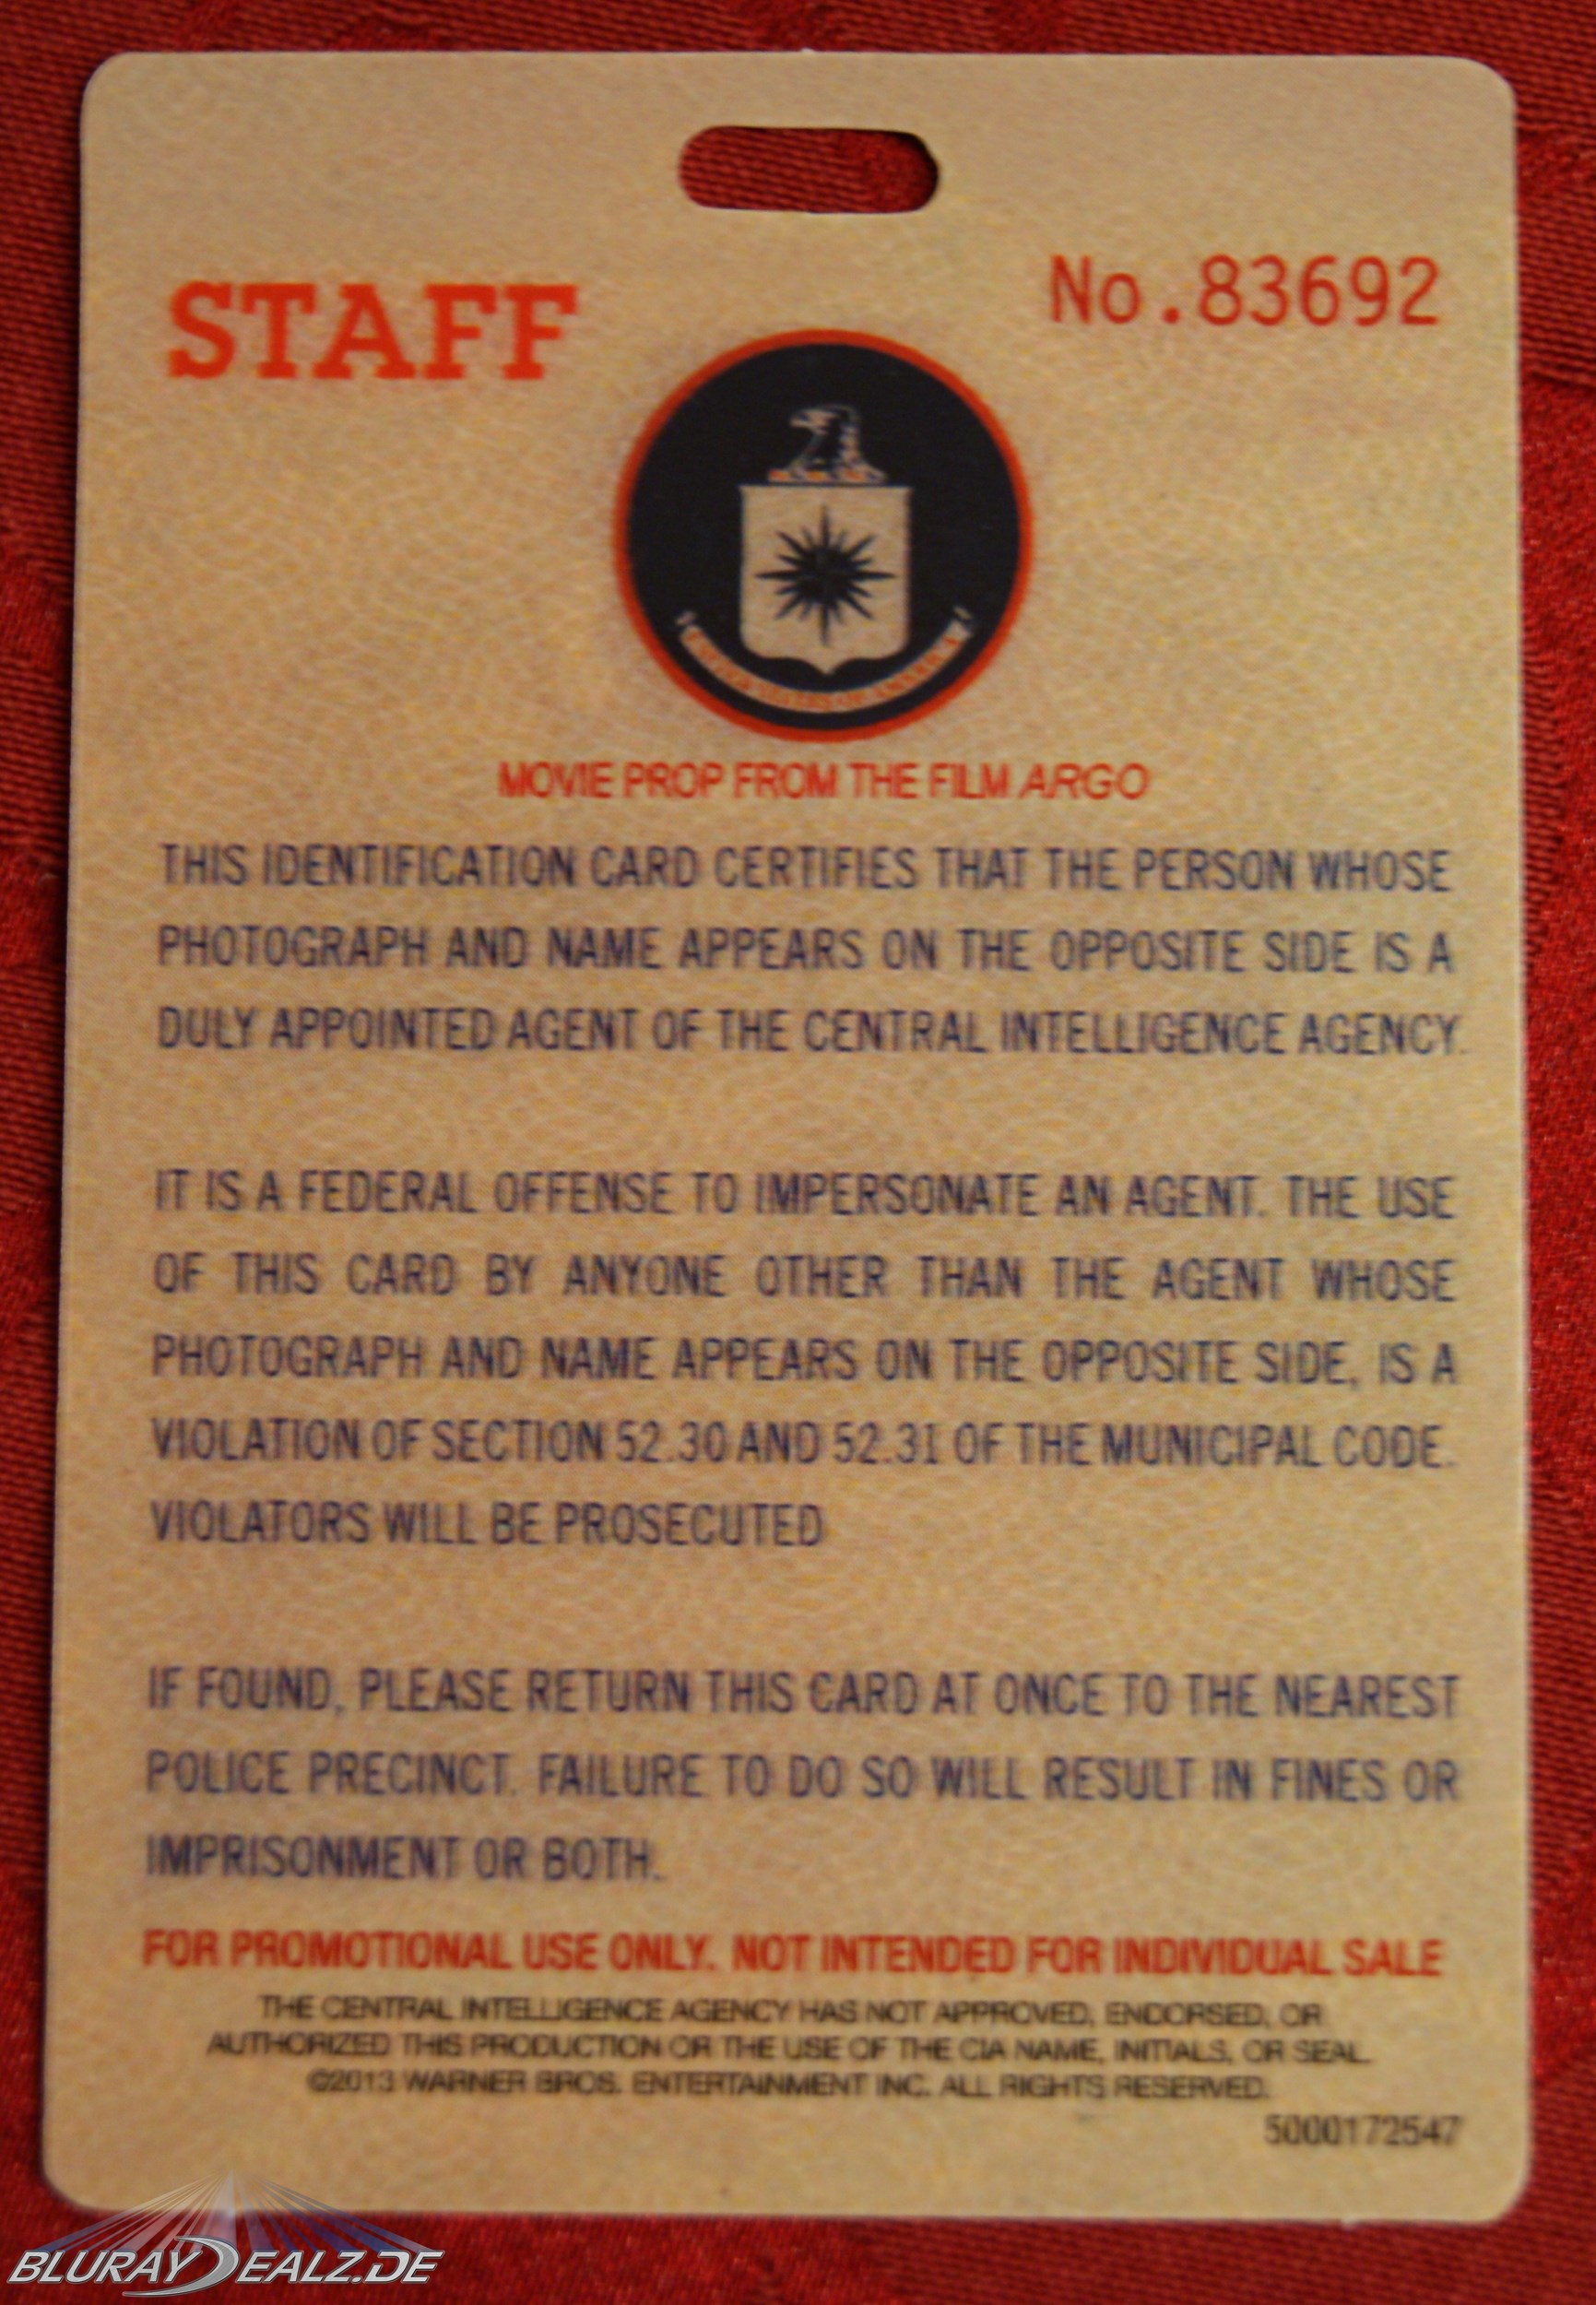 STAFF
No.83692
MOVIE PROP FROM THE FILM ARGO
THIS IDENTIFICATION CARD CERTIFIES THAT THE PERSON WHOSE
PHOTOGRAPH AND NAME APPEARS ON THE OPPOSITE SIDE IS A
DULY APPOINTED AGENT OF THE CENTRAL INTELLIGENCE AGENCY.
IT IS A FEDERAL OFFENSE TO IMPERSONATE AN AGENT. THE USE
OF THIS CARD BY ANYONE OTHER THAN THE AGENT WHOSE
PHOTOGRAPH AND NAME APPEARS ON THE OPPOSITE SIDE, IS A
VIOLATION OF SECTION 52.30 AND 52.31 OF THE MUNICIPAL CODE.
VIOLATORS WILL BE PROSECUTED
IF FOUND, PLEASE RETURN THIS CARD AT ONCE TO THE NEAREST
POLICE PRECINCT. FAILURE TO DO SO WILL RESULT IN FINES OR
IMPRISONMENT OR BOTH.
FOR PROMOTIONAL USE ONLY. NOT INTENDED FOR INDIVIDUAL SALE
THE CENTRAL INTELLIGENCE AGENCY HAS NOT APPROVED, ENDORSED, OR
AUTHORIZED THIS PRODUCTION OR THE USE OF THE CIA NAME, INITIALS, OR SEAL.
©2013 WARNER BROS. ENTERTAINMENT INC. ALL RIGHTS RESERVED.
5000172547
BLURAYDEALZ.DE